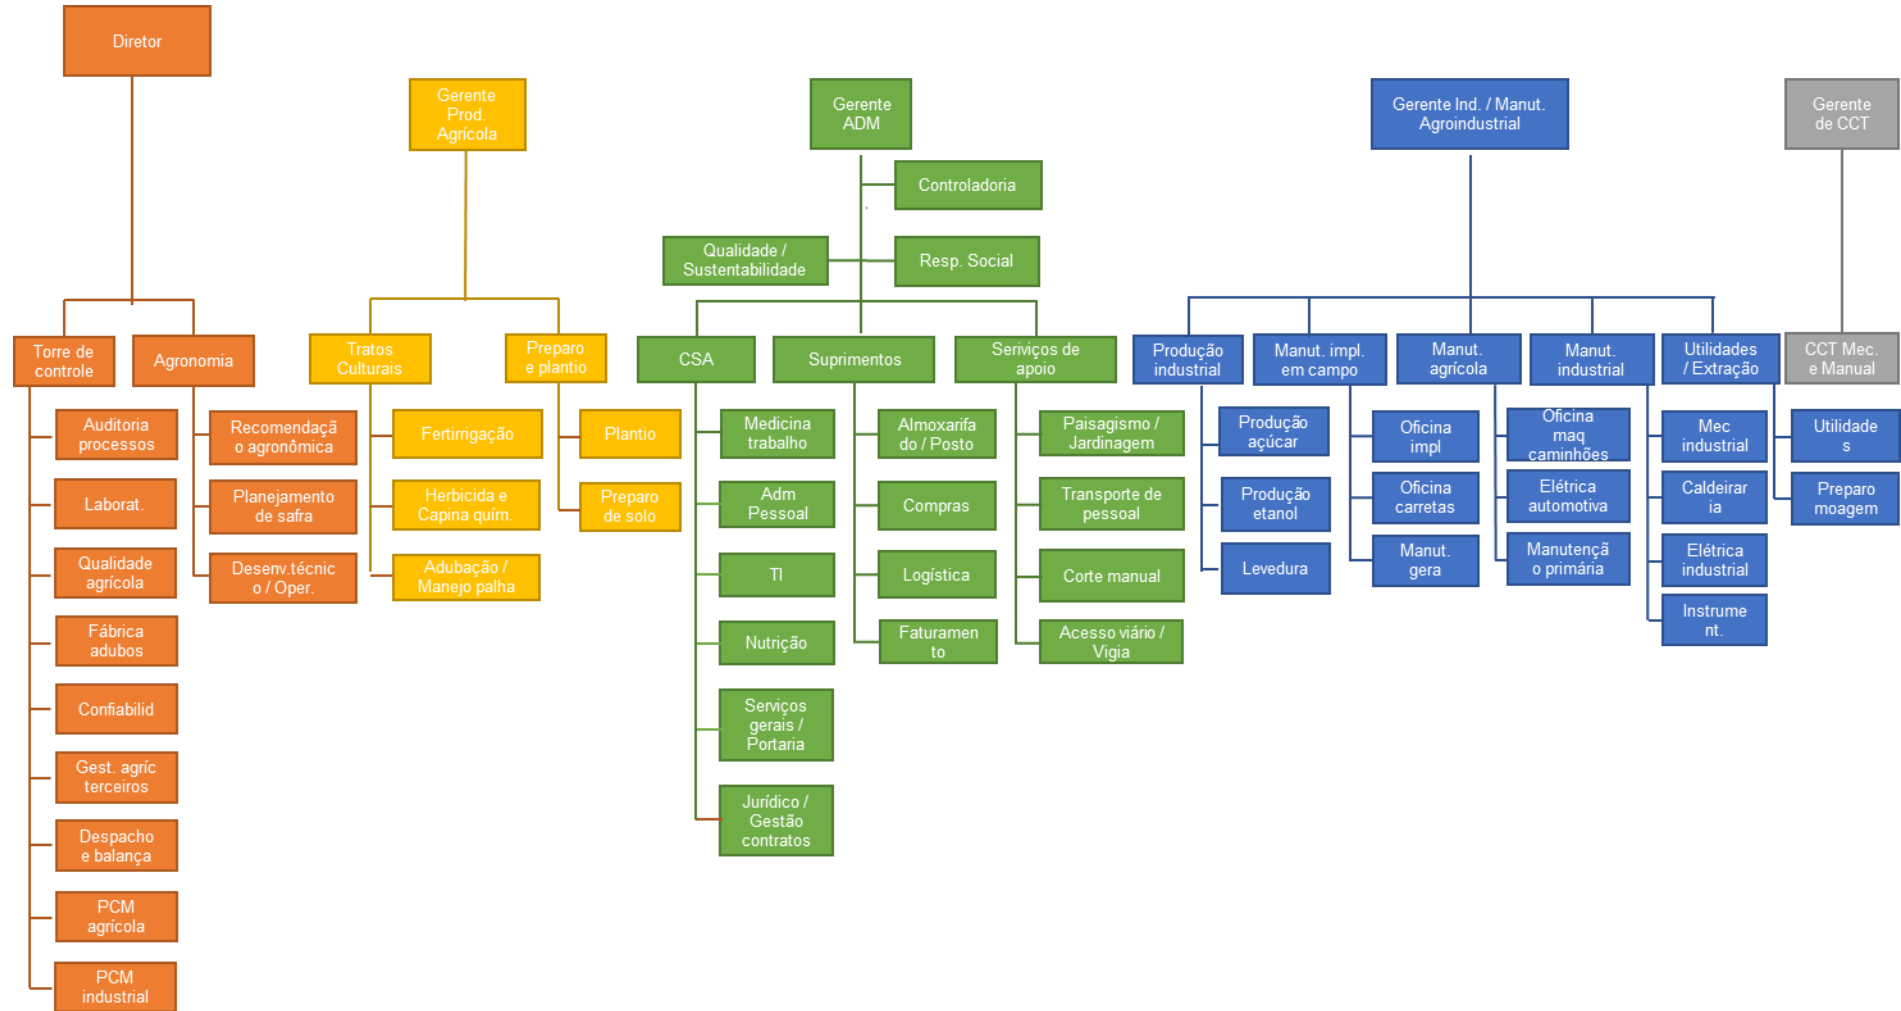 Diretor
Gerente
Prod.
Agrícola
Gerente
ADM
Gerente Ind. / Manut.
Agroindustrial
Gerente
de CCT
Controladoria
Qualidade /
Sustentabilidade
Resp. Social
Torre de
controle
Agronomia
Tratos
Culturais
Preparo
e plantio
CSA
Suprimentos
Seriviços de
apoio
Produção
industrial
Manut. impl.
em campo
Manut.
agrícola
Manut.
industrial
Utilidades
/ Extração
CCT Mec.
e Manual
Auditoria
processos
Laborat.
Qualidade
agrícola
Fábrica
adubos
Confiabilid
Gest. agríc
terceiros
Despacho
e balança
PCM
agrícola
PCM
industrial
Recomendaçã
o agronômica
Planejamento
de safra
Desenv.técnic
o / Oper.
Fertirrigação
Herbicida e
Capina quím.
Adubação /
Manejo palha
Plantio
Preparo
de solo
Medicina
trabalho
Adm
Pessoal
TI
Nutrição
Serviços
gerais /
Portaria
Jurídico /
Gestão
contratos
Almoxarifa
do / Posto
Compras
Logística
Faturamen
to
Paisagismo /
Jardinagem
Transporte de
pessoal
Corte manual
Acesso viário /
Vigia
Produção
açúcar
Produção
etanol
Levedura
Oficina
impl
Oficina
carretas
Manut.
gera
Oficina
maq
caminhões
Elétrica
automotiva
Manutençã
o primária
Mec
industrial
Caldeirar
ia
Elétrica
industrial
Instrume
nt.
Utilidade
s
Preparo
moagem